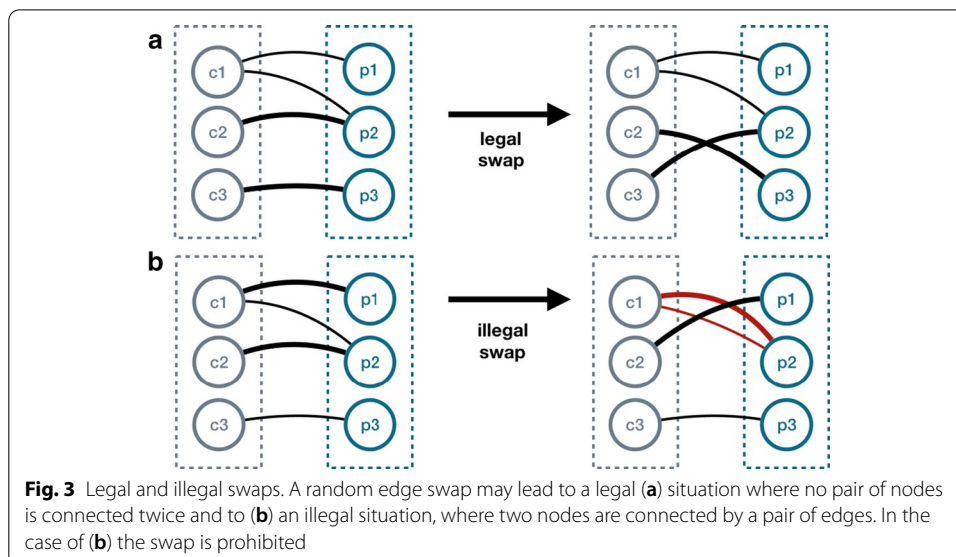 a
c1
p1
c2
p2
c3
p3
legal
swap
c1
p1
c2
p2
c3
p3
b
c1
p1
c2
p2
c3
p3
illegal
swap
c1
p1
c2
p2
c3
p3
Fig. 3 Legal and illegal swaps. A random edge swap may lead to a legal (a) situation where no pair of nodes
is connected twice and to (b) an illegal situation, where two nodes are connected by a pair of edges. In the
case of (b) the swap is prohibited